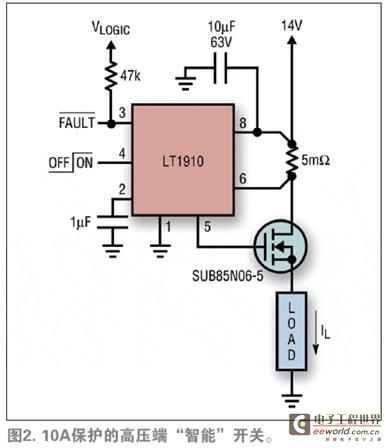 VLOGIC
47k
10μF
63V
14V
FAULT
3
8
OFF ON
4
LT1910
5mΩ
2
6
1μF
1
5
SUB85N06-5
LOAD
IL
图2. 10A保护的高压端“智能”开关。
电子工程世界
eeworld.com.cn